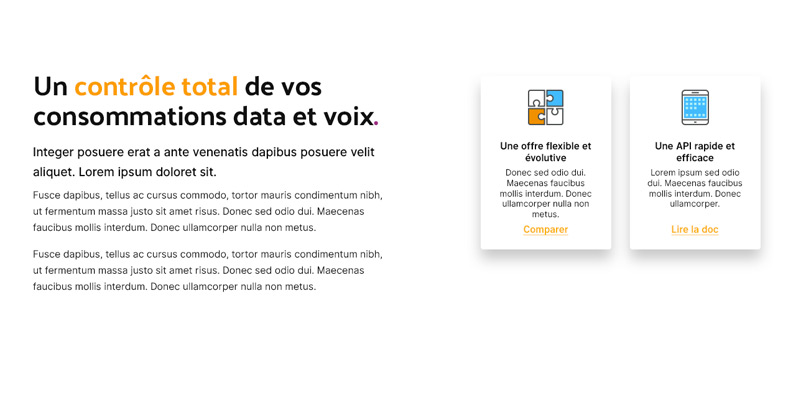 Un contrôle total de vos
consommations data et voix.
Integer posuere erat a ante venenatis dapibus posuere velit
aliquet. Lorem ipsum doloret sit.
Fusce dapibus, tellus ac cursus commodo, tortor mauris condimentum nibh,
ut fermentum massa justo sit amet risus. Donec sed odio dui. Maecenas
faucibus mollis interdum. Donec ullamcorper nulla non metus.
Fusce dapibus, tellus ac cursus commodo, tortor mauris condimentum nibh,
ut fermentum massa justo sit amet risus. Donec sed odio dui. Maecenas
faucibus mollis interdum. Donec ullamcorper nulla non metus.
Une offre flexible et
évolutive
Donec sed odio dui.
Maecenas faucibus
mollis interdum. Donec
ullamcorper nulla non
metus.
Comparer
Une API rapide et
efficace
Lorem ipsum sed odio
dui. Maecenas faucibus
mollis interdum. Donec
ullamcorper.
Lire la doc